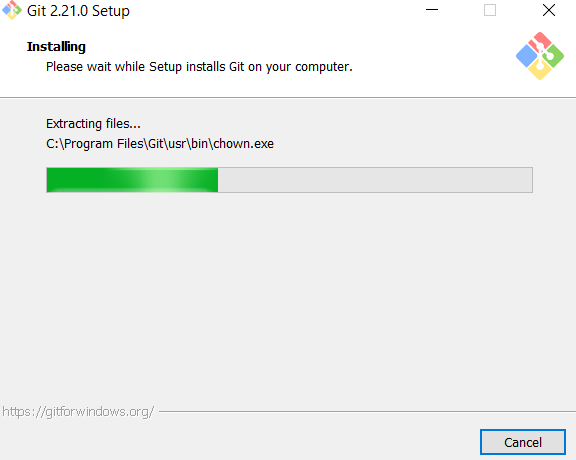 Git 2.21.0 Setup
Installing
Please wait while Setup installs Git on your computer.
Extracting files...
C:\Program Files\Git\usr\bin\chown.exe
https://gitforwindows.org/
Cancel